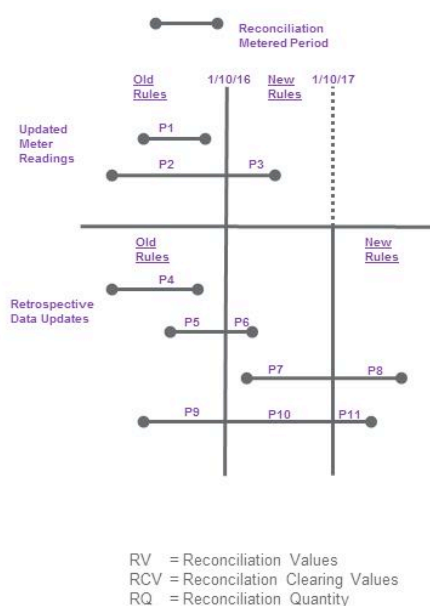 Reconciliation
Metered Period
Old
Rules
1/10/16
New
Rules
1/10/17
Updated
Meter
Readings
P1
P2
P3
Old
Rules
New
Rules
Retrospective
Data Updates
P4
P5
P6
P7
P8
P9
P10
P11
RV = Reconciliation Values
RCV = Reconcilation Clearing Values
RQ = Reconciliation Quantity